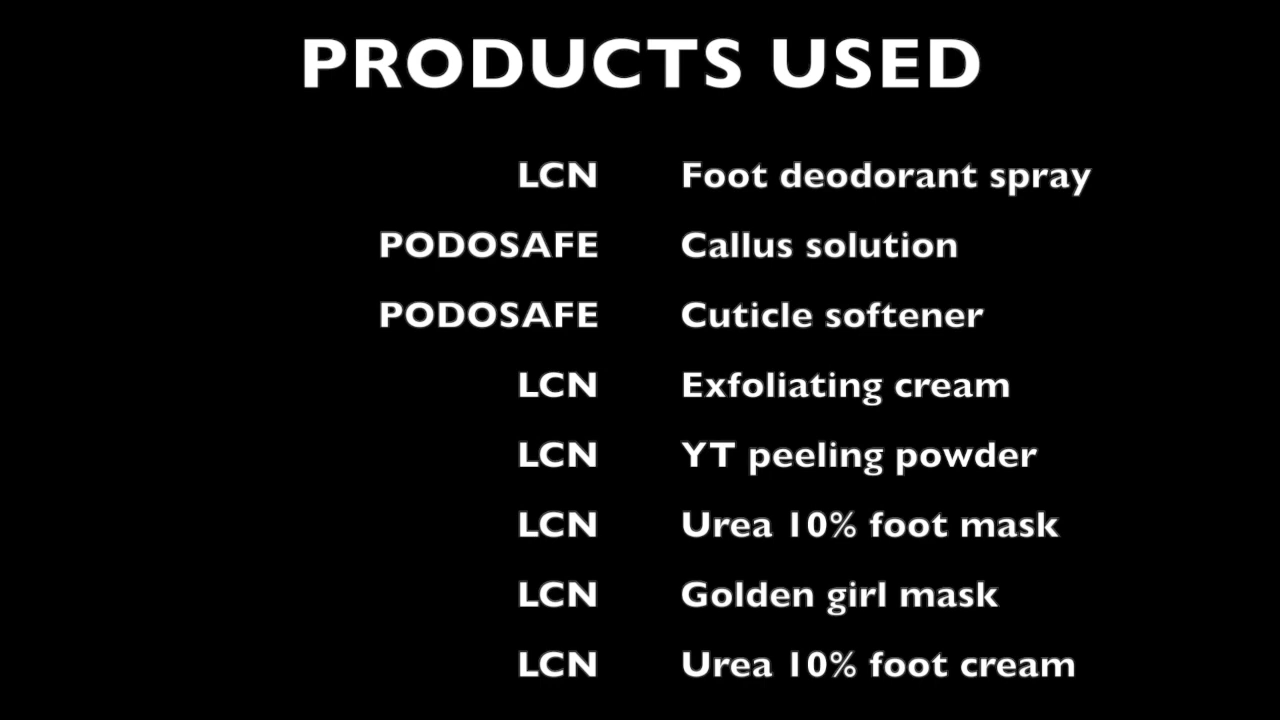 PRODUCTS USED
LCN Foot deodorant spray
PODOSAFE Callus solution
PODOSAFE Cuticle softener
LCN Exfoliating cream
LCN YT peeling powder
LCN Urea 10% foot mask
LCN Golden girl mask
LCN Urea 10% foot cream